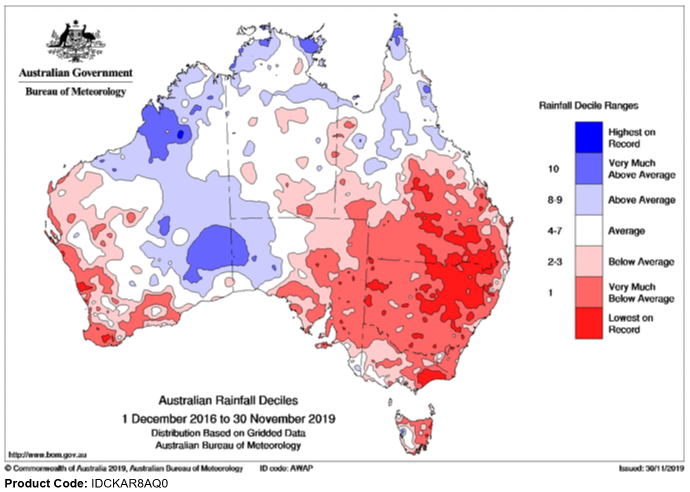 Australian Government
Bureau of Meteorology
Rainfall Decile Ranges
Highest on
Record
10
Very Much
Above Average
8-9
Above Average
4-7
Average
2-3
Below Average
1
Very Much
Below Average
Lowest on
Record
Australian Rainfall Deciles
1 December 2016 to 30 November 2019
Distribution Based on Gridded Data
Australian Bureau of Meteorology
http://www.bom.gov.au
© Commonwealth of Australia 2019, Australian Bureau of Meteorology
ID code: AWAP
Issued: 30/11/2019
Product Code: IDCKAR8AQ0